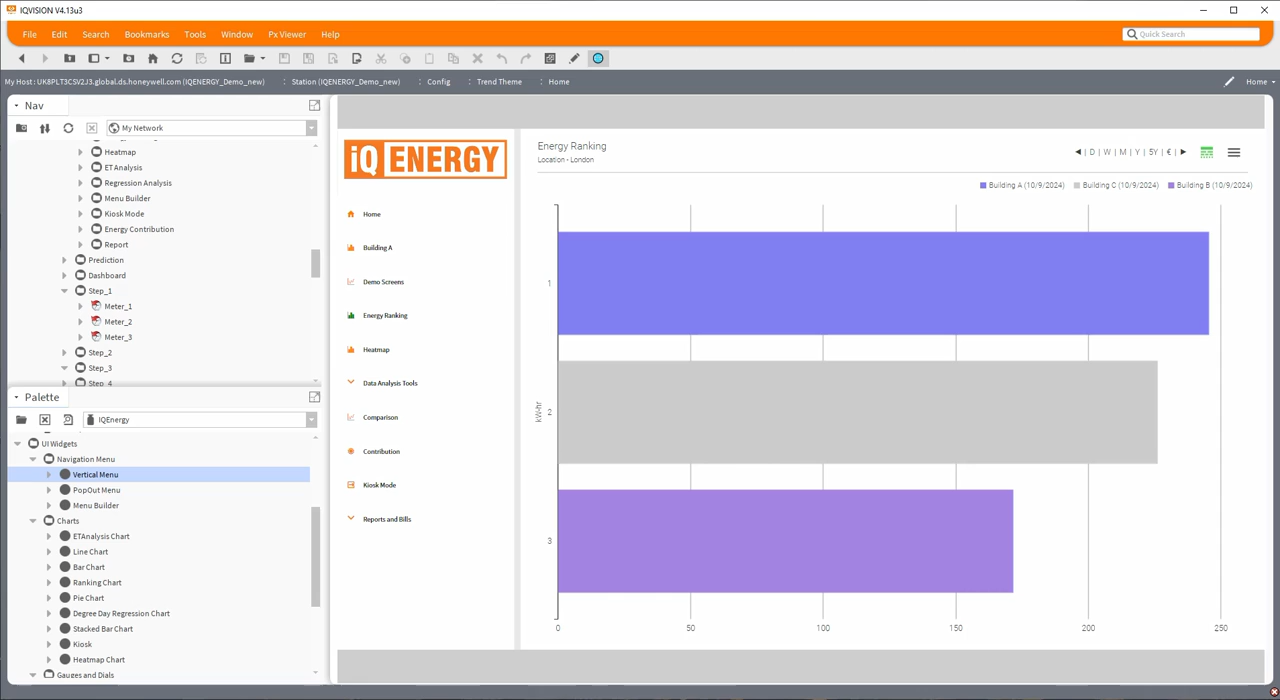 IQVISION V4.13u3
File Edit Search Bookmarks Tools Window Px Viewer Help
Quick Search
My Host : UK8PLT3CSV2J3.global.ds.honeywell.com (IQENERGY_Demo_new) : Station (IQENERGY_Demo_new) : Config : Trend Theme : Home
Home
Nav
My Network
Heatmap
ET Analysis
Regression Analysis
Menu Builder
Kiosk Mode
Energy Contribution
Report
Prediction
Dashboard
Step_1
Meter_1
Meter_2
Meter_3
Step_2
Step_3
Step_4
Palette
IQEnergy
UI Widgets
Navigation Menu
Vertical Menu
PopOut Menu
Menu Builder
Charts
ETAnalysis Chart
Line Chart
Bar Chart
Ranking Chart
Pie Chart
Degree Day Regression Chart
Stacked Bar Chart
Kiosk
Heatmap Chart
Gauges and Dials
iQ ENERGY
Home
Building A
Demo Screens
Energy Ranking
Heatmap
Data Analysis Tools
Comparison
Contribution
Kiosk Mode
Reports and Bills
Energy Ranking
Location - London
| D | W | M | Y | 5Y | € |
Building A (10/9/2024) Building C (10/9/2024) Building B (10/9/2024)
1
2
3
kW-hr
0 50 100 150 200 250